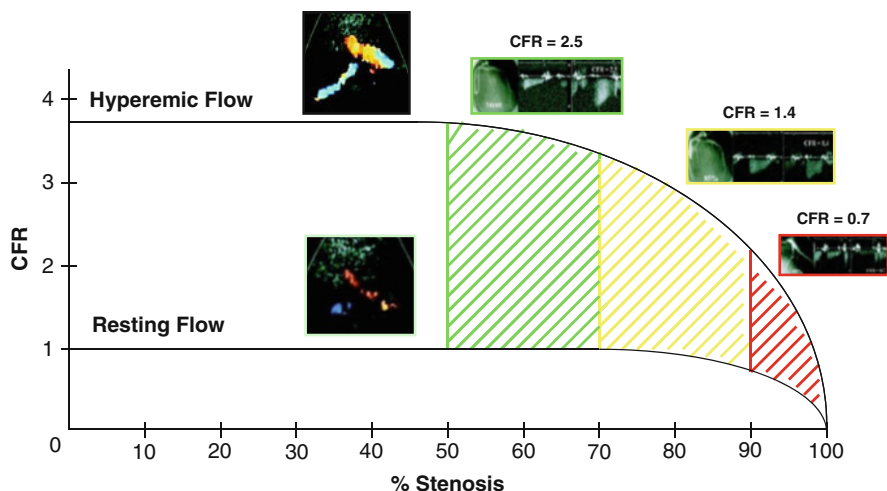 CFR = 2.5
CFR = 1.4
CFR = 0.7
Hyperemic Flow
Resting Flow
CFR
4
3
2
1
0
10 20 30 40 50 60 70 80 90 100
% Stenosis